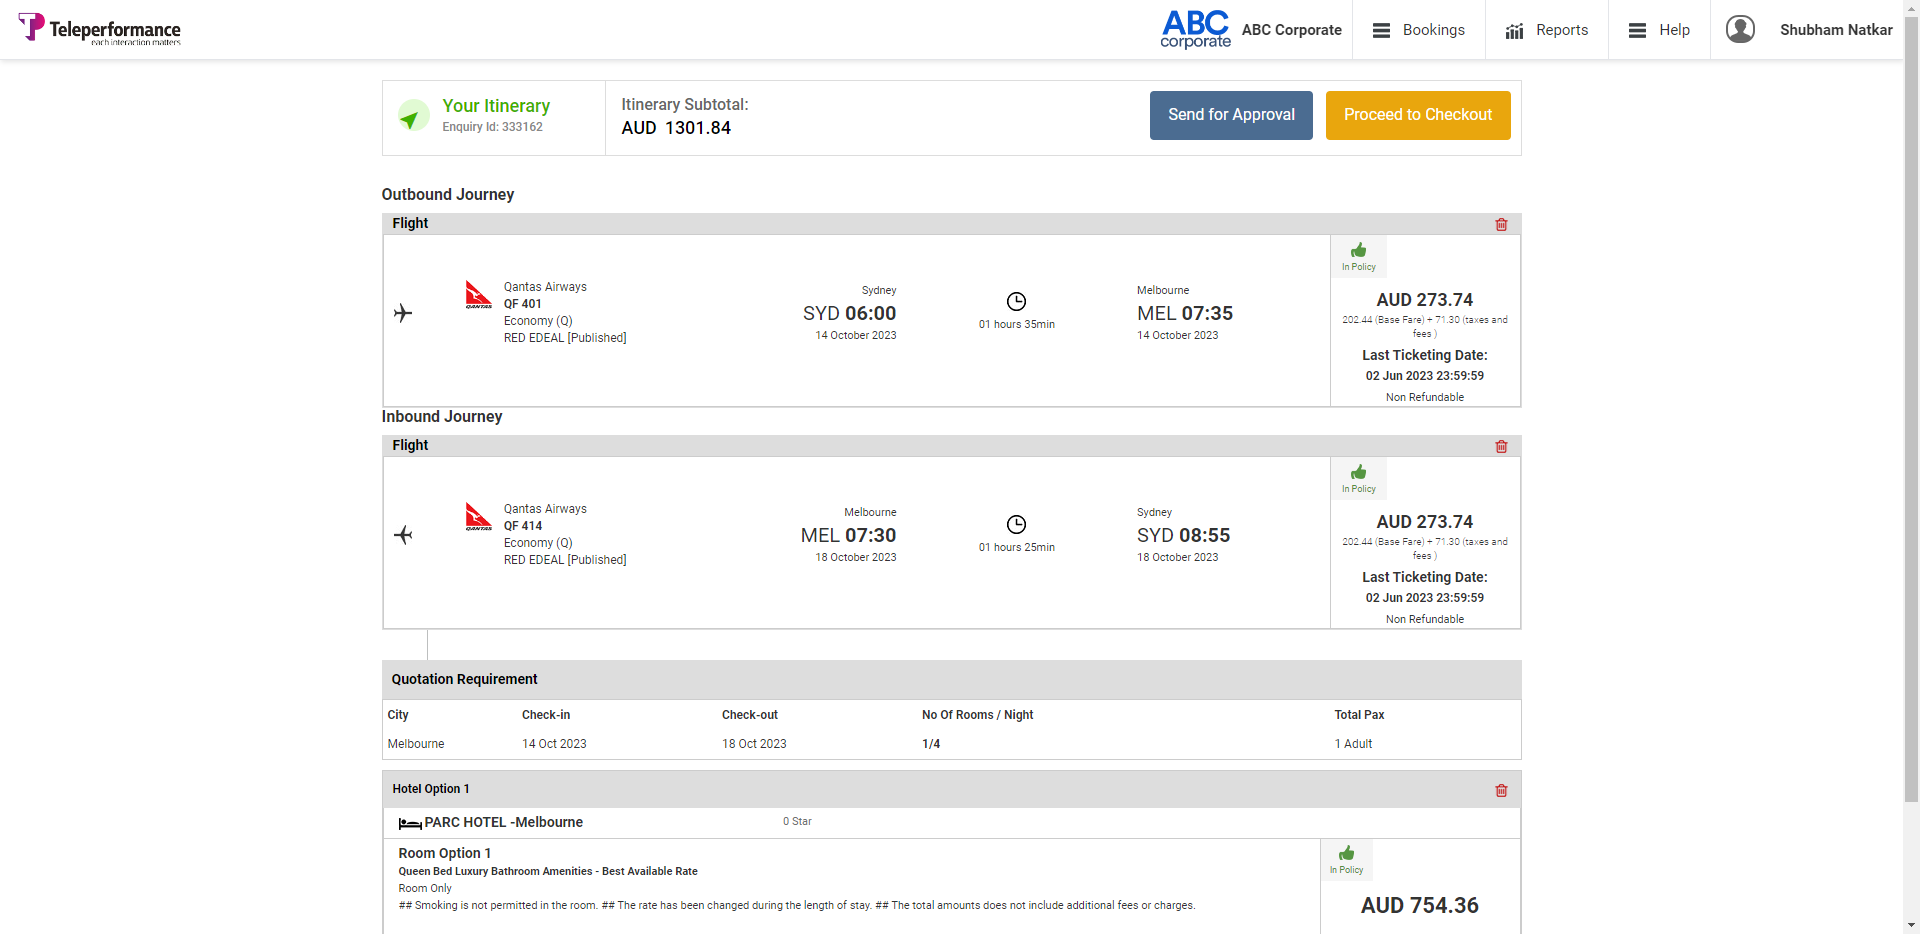 Teleperformance
each interaction matters
ABC
corporate
ABC Corporate
Bookings
Reports
Help
Shubham Natkar
Your Itinerary
Enquiry Id: 333162
Itinerary Subtotal:
AUD 1301.84
Send for Approval
Proceed to Checkout
Outbound Journey
Flight
Qantas Airways
QF 401
Economy (Q)
RED EDEAL [Published]
QANTAS
Sydney
SYD 06:00
14 October 2023
01 hours 35min
Melbourne
MEL 07:35
14 October 2023
In Policy
AUD 273.74
202.44 (Base Fare) + 71.30 (taxes and
fees )
Last Ticketing Date:
02 Jun 2023 23:59:59
Non Refundable
Inbound Journey
Flight
Qantas Airways
QF 414
Economy (Q)
RED EDEAL [Published]
QANTAS
Melbourne
MEL 07:30
18 October 2023
01 hours 25min
Sydney
SYD 08:55
18 October 2023
In Policy
AUD 273.74
202.44 (Base Fare) + 71.30 (taxes and
fees )
Last Ticketing Date:
02 Jun 2023 23:59:59
Non Refundable
Quotation Requirement
City Check-in Check-out No Of Rooms / Night Total Pax
Melbourne 14 Oct 2023 18 Oct 2023 1/4 1 Adult
Hotel Option 1
PARC HOTEL -Melbourne 0 Star
Room Option 1
Queen Bed Luxury Bathroom Amenities - Best Available Rate
Room Only
## Smoking is not permitted in the room. ## The rate has been changed during the length of stay. ## The total amounts does not include additional fees or charges.
In Policy
AUD 754.36